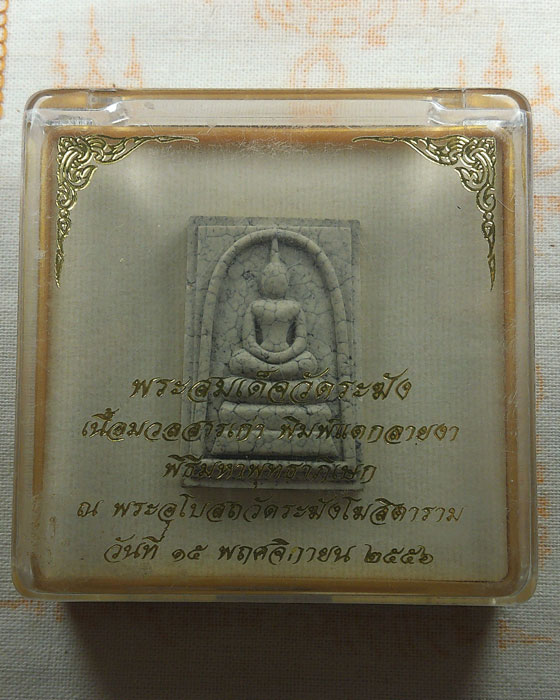 พระสมเด็จวัดระฆัง
เนื้อมวลสารเก่า พิมพ์แตกลายงา
พิธีมหาพุทธาภิเษก
ณ พระอุโบสถวัดระฆังโฆสิตาราม
วันที่ ๑๕ พฤศจิกายน ๒๕๕๖